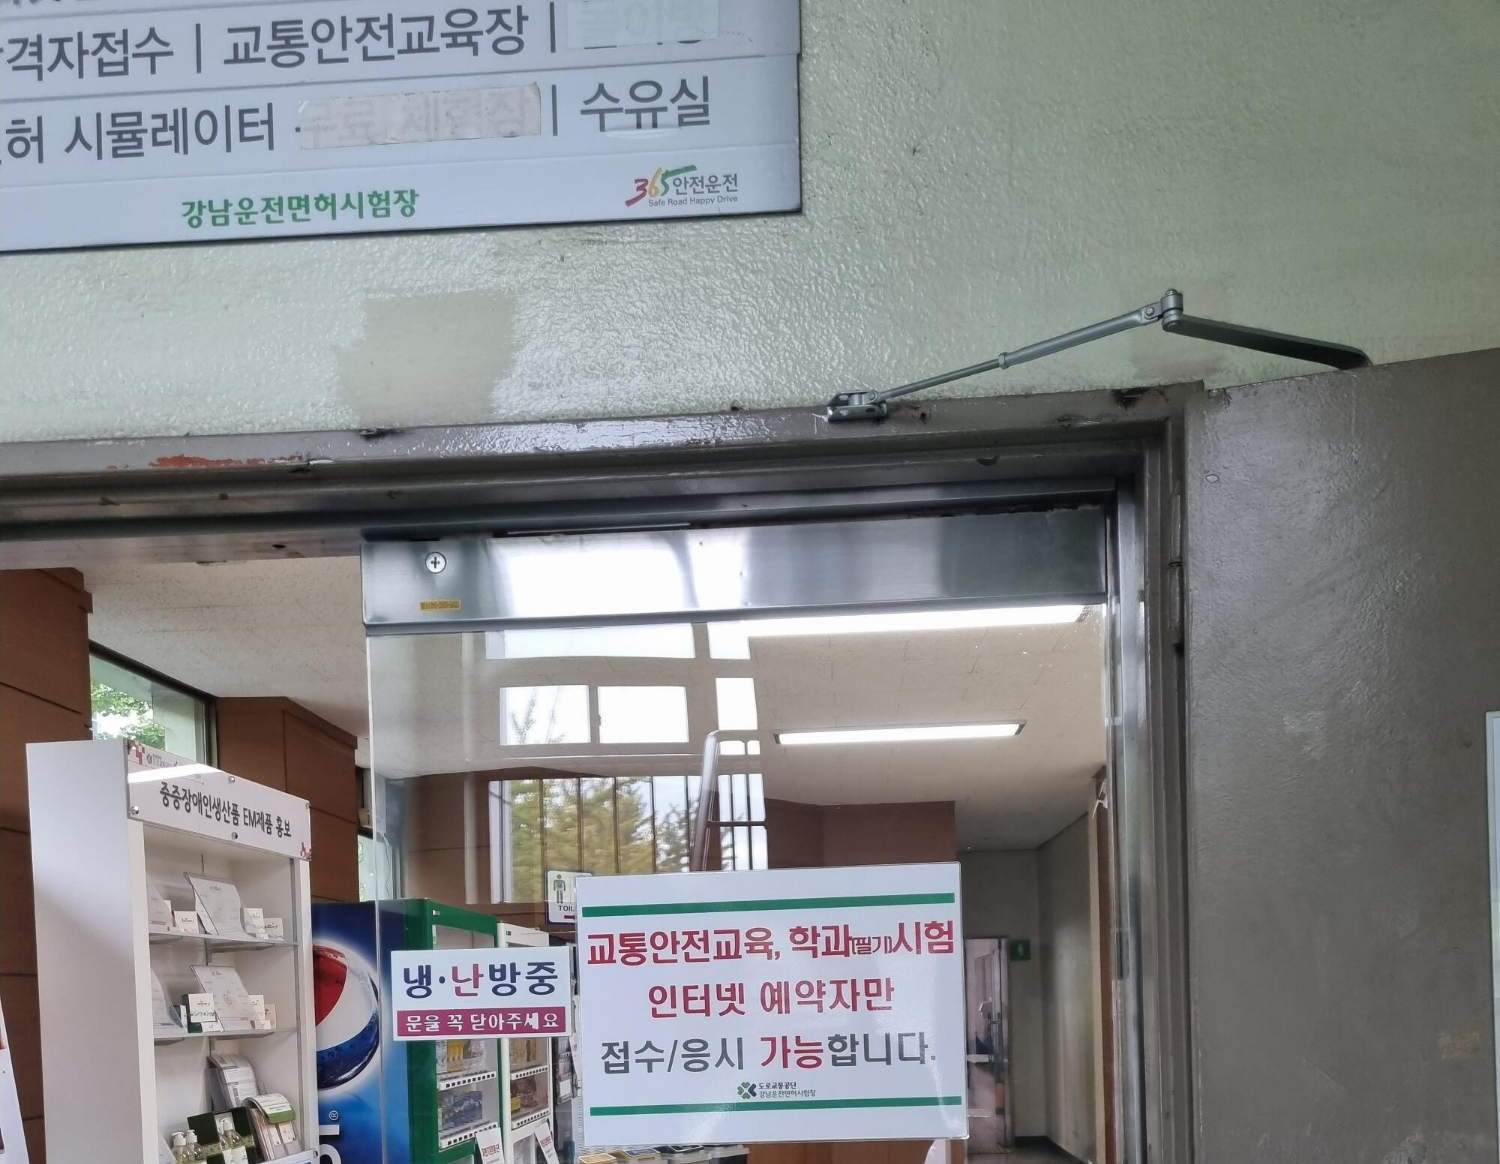 격자접수 | 교통안전교육장 |
허 시뮬레이터 | 수유실
강남운전면허시험장
365 안전운전
Safe Road Happy Drive
중증장애인생산품 EM제품 홍보
냉·난방중
문을 꼭 닫아주세요
교통안전교육, 학과(필기)시험
인터넷 예약자만
접수/응시 가능합니다.
도로교통공단
강남운전면허시험장